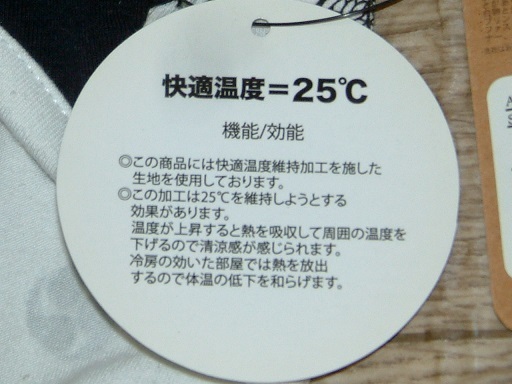 快適温度＝25℃
機能/効能
◎この商品には快適温度維持加工を施した
生地を使用しております。
◎この加工は25℃を維持しようとする
効果があります。
温度が上昇すると熱を吸収して周囲の温度を
下げるので清涼感が感じられます。
冷房の効いた部屋では熱を放出
するので体温の低下を和らげます。